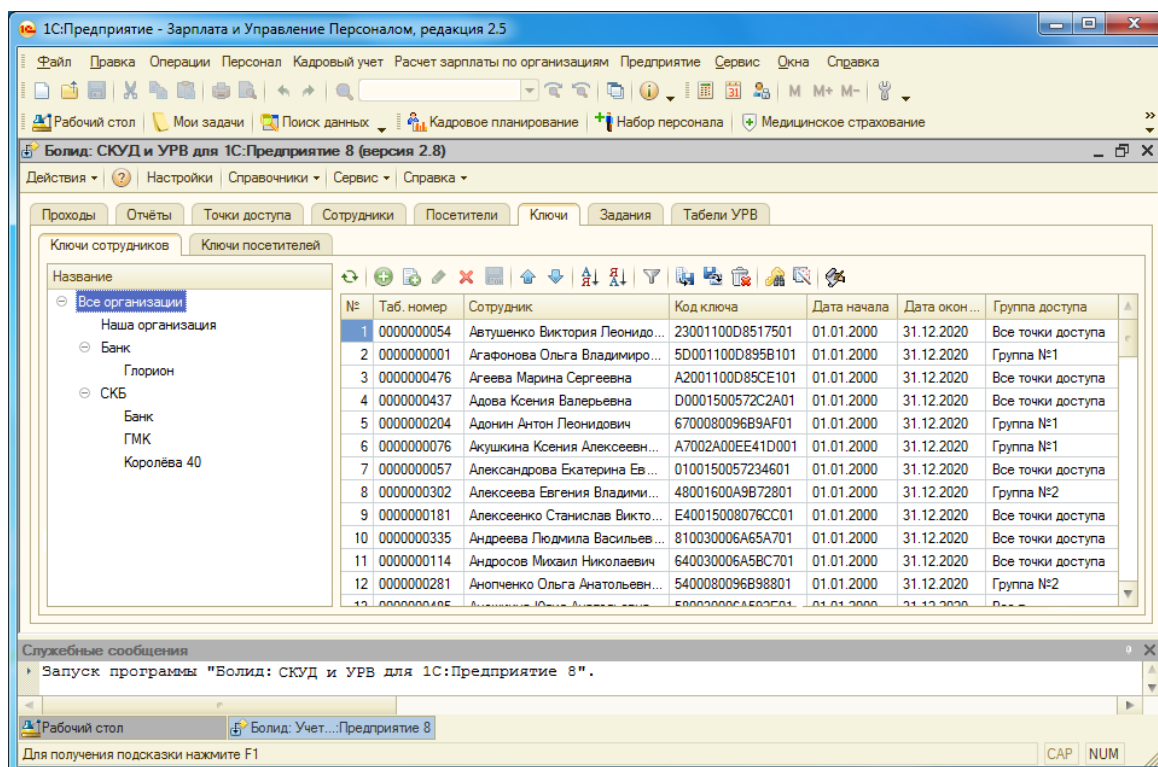 1С:Предприятие - Зарплата и Управление Персоналом, редакция 2.5
Файл Правка Операции Персонал Кадровый учет Расчет зарплаты по организациям Предприятие Сервис Окна Справка
M M+ M-
Рабочий стол Мои задачи Поиск данных Кадровое планирование Набор персонала Медицинское страхование
Болид: СКУД и УРВ для 1С:Предприятие 8 (версия 2.8)
Действия Настройки Справочники Сервис Справка
Проходы Отчёты Точки доступа Сотрудники Посетители Ключи Задания Табели УРВ
Ключи сотрудников Ключи посетителей
Название
Все организации
Наша организация
Банк
Глорион
СКБ
Банк
ГМК
Королёва 40
№ Таб. номер Сотрудник Код ключа Дата начала Дата окон... Группа доступа
1 0000000054 Автушенко Виктория Леонидо... 23001100D8517501 01.01.2000 31.12.2020 Все точки доступа
2 0000000001 Агафонова Ольга Владимиро... 5D001100D895B101 01.01.2000 31.12.2020 Группа №1
3 0000000476 Агеева Марина Сергеевна A2001100D85CE101 01.01.2000 31.12.2020 Все точки доступа
4 0000000437 Адова Ксения Валерьевна D0001500572C2A01 01.01.2000 31.12.2020 Все точки доступа
5 0000000204 Адонин Антон Леонидович 6700080096B9AF01 01.01.2000 31.12.2020 Группа №1
6 0000000076 Акушкина Ксения Алексеевн... A7002A00EE41D001 01.01.2000 31.12.2020 Группа №1
7 0000000057 Александрова Екатерина Ев... 0100150057234601 01.01.2000 31.12.2020 Все точки доступа
8 0000000302 Алексеева Евгения Владими... 48001600A9B72801 01.01.2000 31.12.2020 Группа №2
9 0000000181 Алексеенко Станислав Викто... E40015008076CC01 01.01.2000 31.12.2020 Все точки доступа
10 0000000335 Андреева Людмила Васильев... 810030006A65A701 01.01.2000 31.12.2020 Все точки доступа
11 0000000114 Андросов Михаил Николаевич 640030006A5BC701 01.01.2000 31.12.2020 Все точки доступа
12 0000000281 Анопченко Ольга Анатольевн... 5400080096B98801 01.01.2000 31.12.2020 Группа №2
Служебные сообщения
Запуск программы "Болид: СКУД и УРВ для 1С:Предприятие 8".
Рабочий стол Болид: Учет...:Предприятие 8
Для получения подсказки нажмите F1 CAP NUM